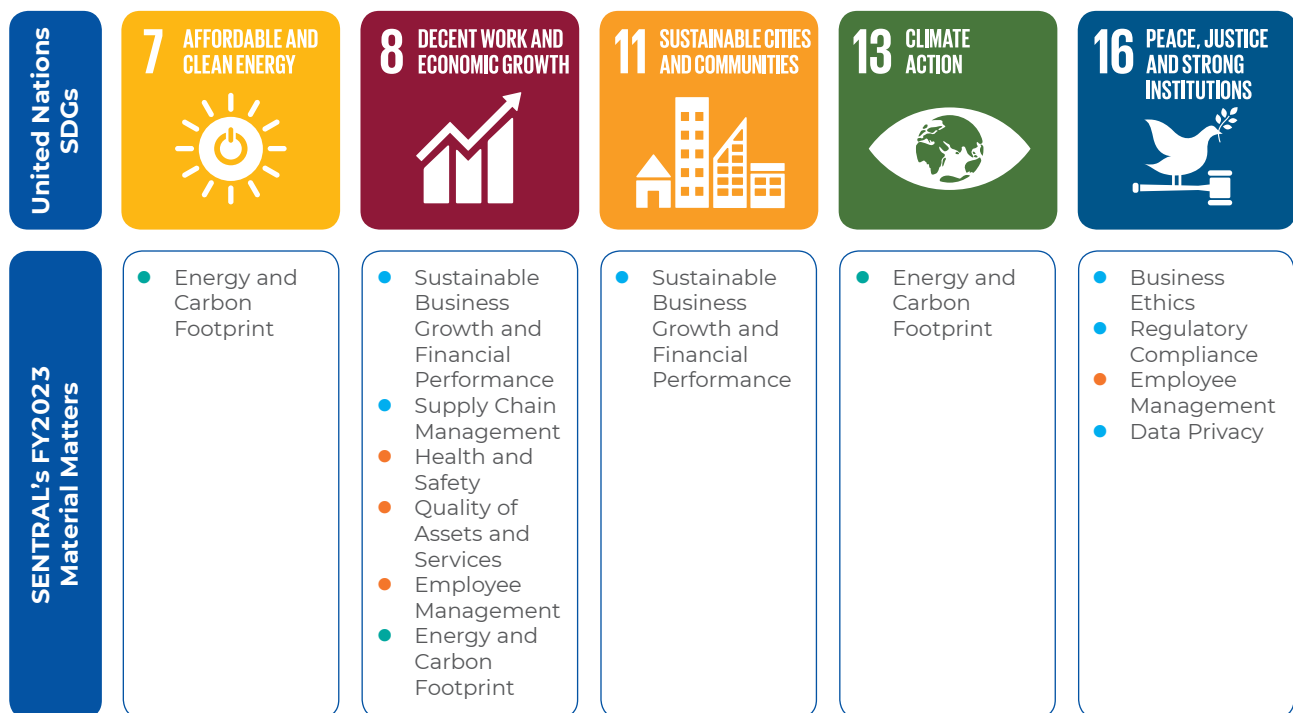 United Nations
SDGs
7 AFFORDABLE AND
CLEAN ENERGY
8 DECENT WORK AND
ECONOMIC GROWTH
11 SUSTAINABLE CITIES
AND COMMUNITIES
13 CLIMATE
ACTION
16 PEACE, JUSTICE
AND STRONG
INSTITUTIONS
SENTRAL's FY2023
Material Matters
Energy and
Carbon
Footprint
Sustainable
Business
Growth and
Financial
Performance
Supply Chain
Management
Health and
Safety
Quality of
Assets and
Services
Employee
Management
Energy and
Carbon
Footprint
Sustainable
Business
Growth and
Financial
Performance
Energy and
Carbon
Footprint
Business
Ethics
Regulatory
Compliance
Employee
Management
Data Privacy